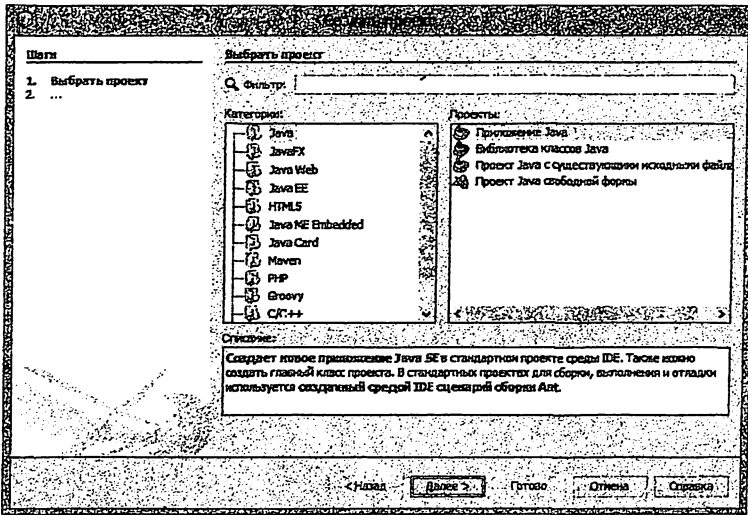 Создать проект
Шаги
1. Выбрать проект
2. ...
Выбрать проект
Фильтр:
Категории:
Java
JavaFX
Java Web
Java EE
HTML5
Java ME Embedded
Java Card
Maven
PHP
Groovy
C/C++
Проекты:
Приложение Java
Библиотека классов Java
Проект Java с существующими исходными файла
Проект Java свободной формы
Описание:
Создает новое приложение Java SE в стандартном проекте среды IDE. Также можно
создать главный класс проекта. В стандартных проектах для сборки, выполнения и отладки
используется созданный средой IDE сценарий сборки Ant.
< Назад
Далее >
Готово
Отмена
Справка